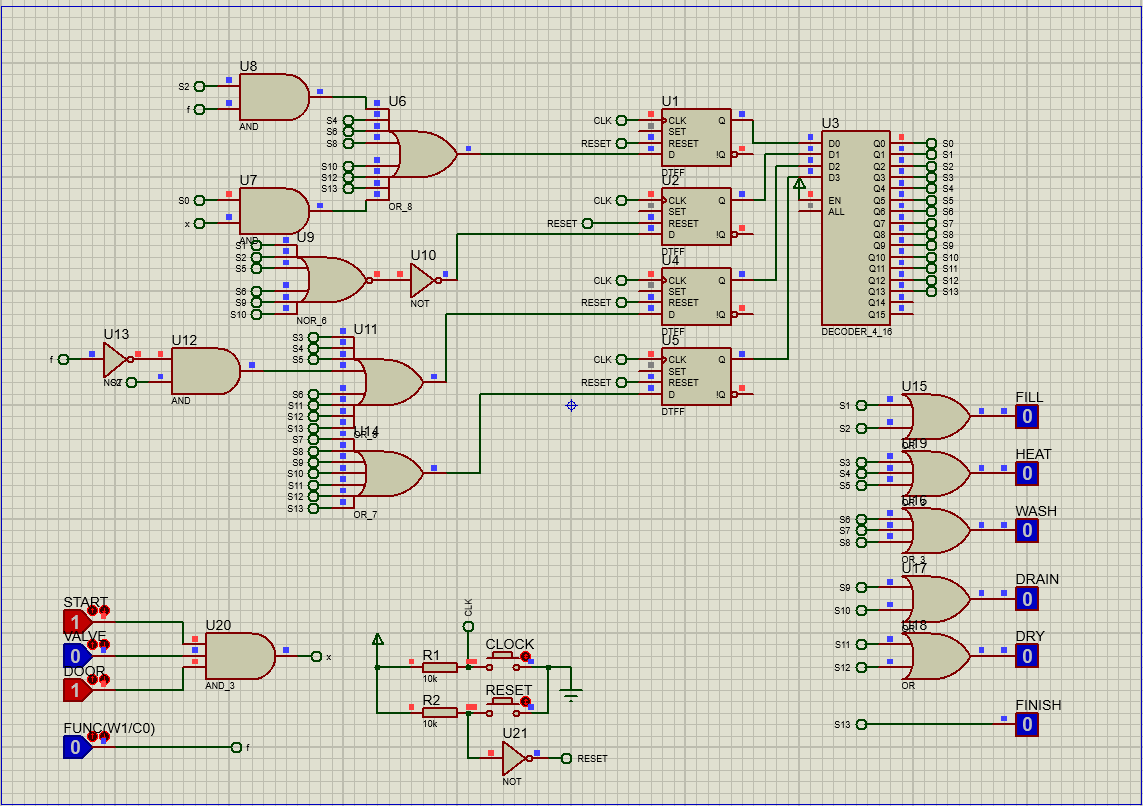 U8
S2
f
AND
U6
S4
S6
S8
S10
S12
S13
OR_8
U7
S0
x
AND
U9
S1
S2
S5
S6
S9
S10
NOR_6
U10
NOT
U13
f
NOT
S2
U12
AND
U11
S3
S4
S5
S6
S11
S12
S13
U14
S7
S8
S9
S10
S11
S12
S13
OR_7
U1
CLK CLK Q
SET
RESET RESET
D !Q
DTFF
U2
CLK CLK Q
SET
RESET RESET
D !Q
DTFF
U4
CLK CLK Q
SET
RESET RESET
D !Q
DTFF
U5
CLK CLK Q
SET
RESET RESET
D !Q
DTFF
U3
D0 Q0 S0
D1 Q1 S1
D2 Q2 S2
D3 Q3 S3
Q4 S4
EN Q5 S5
ALL Q6 S6
Q7 S7
Q8 S8
Q9 S9
Q10 S10
Q11 S11
Q12 S12
Q13 S13
Q14
Q15
DECODER_4_16
U15
S1
S2
FILL
0
U19
S3
S4
S5
HEAT
0
S6
S7
S8
OR_3
WASH
0
U17
S9
S10
DRAIN
0
U18
S11
S12
OR
DRY
0
S13
FINISH
0
START
1
VALVE
0
DOOR
1
U20
AND_3
x
FUNC(W1/C0)
0
f
CLK
R1
10k
CLOCK
R2
10k
RESET
U21
NOT
RESET